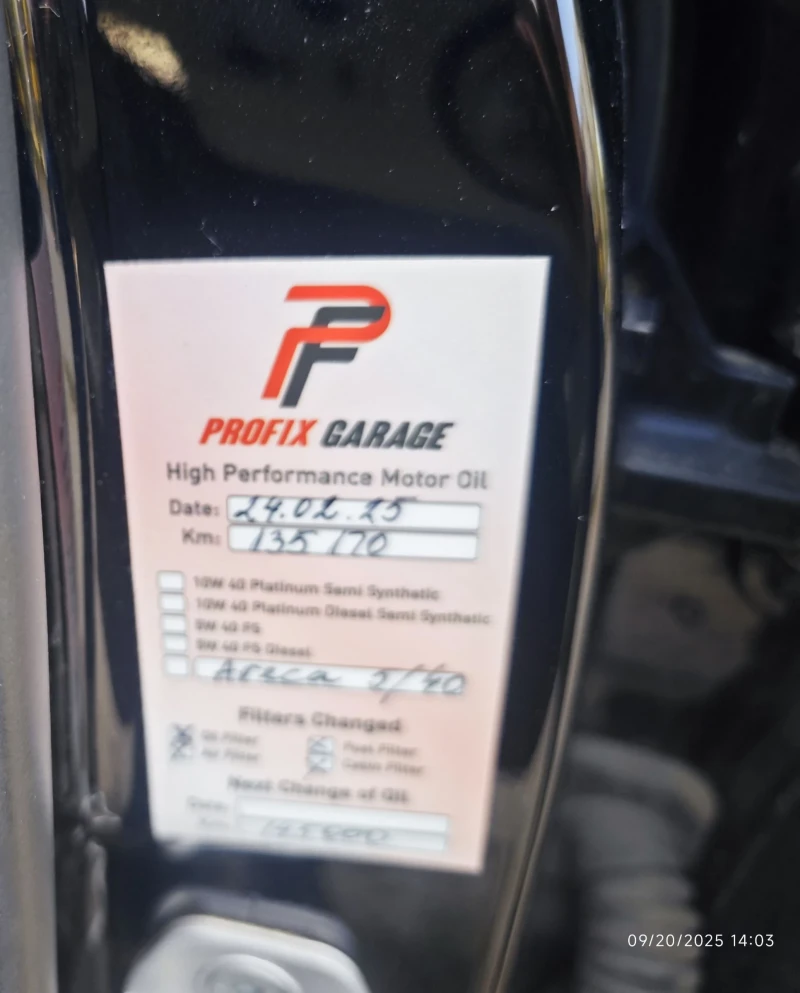 PF
PROFIX GARAGE
High Performance Motor Oil
Date: 24.02.25
Km: 135 170
10W 40 Platinum Semi Synthetic
10W 40 Platinum Diesel Semi Synthetic
5W 40 FS
5W 40 FS Diesel
Areca 5/40
Filters Changed
Oil Filter Fuel Filter
Air Filter Cabin Filter
Next Change of Oil
Date:
Km:
09/20/2025 14:03